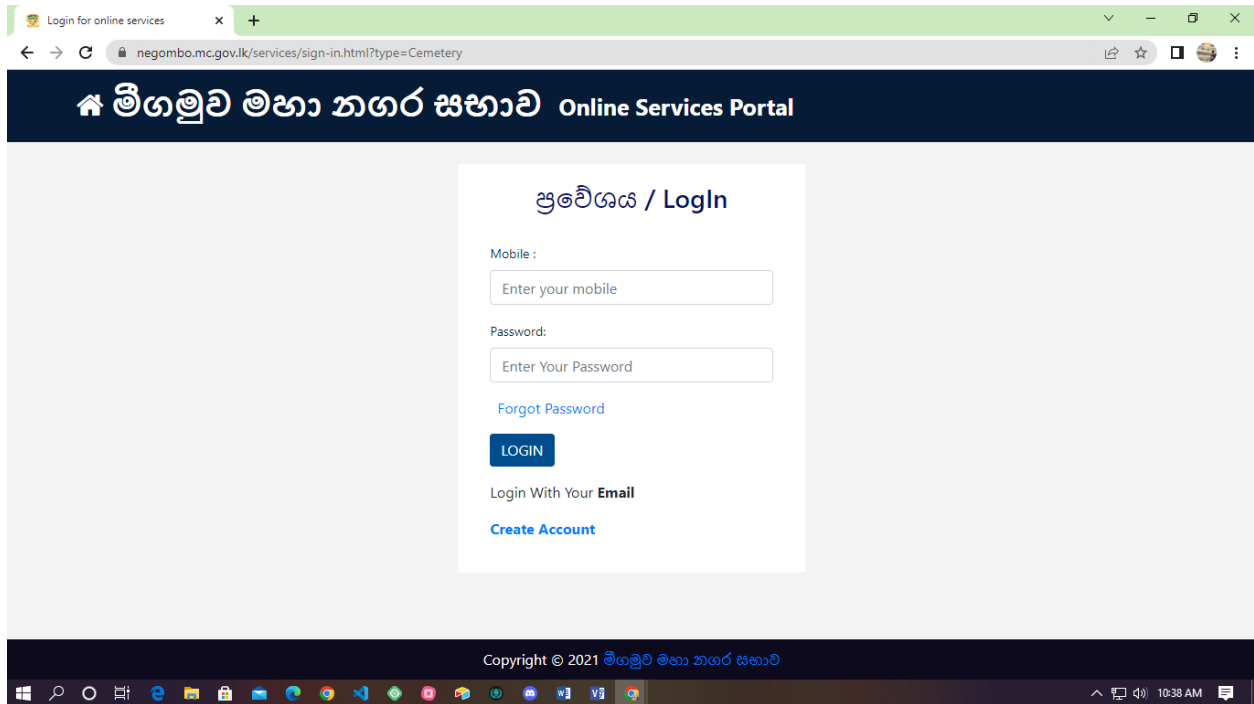 Login for online services
negombo.mc.gov.lk/services/sign-in.html?type=Cemetery
මීගමුව මහා නගර සභාව Online Services Portal
ප්‍රවේශය / LogIn
Mobile :
Enter your mobile
Password:
Enter Your Password
Forgot Password
LOGIN
Login With Your Email
Create Account
Copyright © 2021 මීගමුව මහා නගර සභාව
10:38 AM